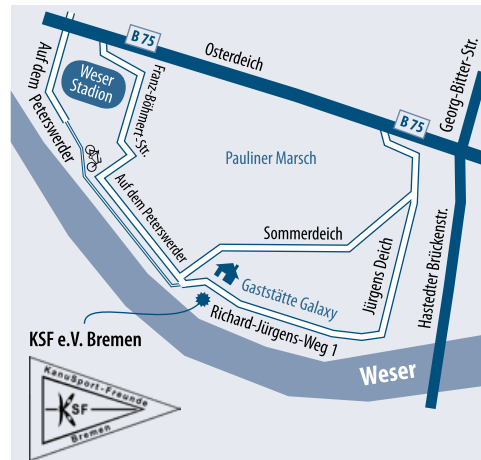 B 75
Osterdeich
Georg-Bitter-Str.
Auf dem
Peterswerder
Weser
Stadion
Franz-Böhmert-Str.
B 75
Pauliner Marsch
Auf dem Peterswerder
Sommerdeich
Jürgens Deich
Hastedter Brückenstr.
Gaststätte Galaxy
Richard-Jürgens-Weg 1
KSF e.V. Bremen
Weser
KanuSport-Freunde
KSF
Bremen